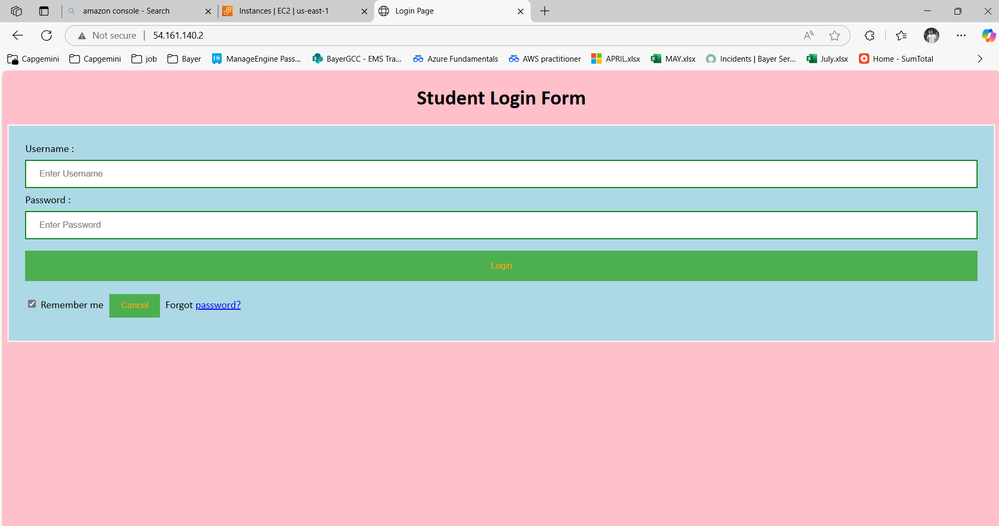 amazon console - Search
Instances | EC2 | us-east-1
Login Page
Not secure
54.161.140.2
Capgemini
Capgemini
job
Bayer
ManageEngine Pass...
BayerGCC - EMS Tra...
Azure Fundamentals
AWS practitioner
APRIL.xlsx
MAY.xlsx
Incidents | Bayer Ser...
July.xlsx
Home - SumTotal
Student Login Form
Username :
Enter Username
Password :
Enter Password
Login
Remember me
Cancel
Forgot password?